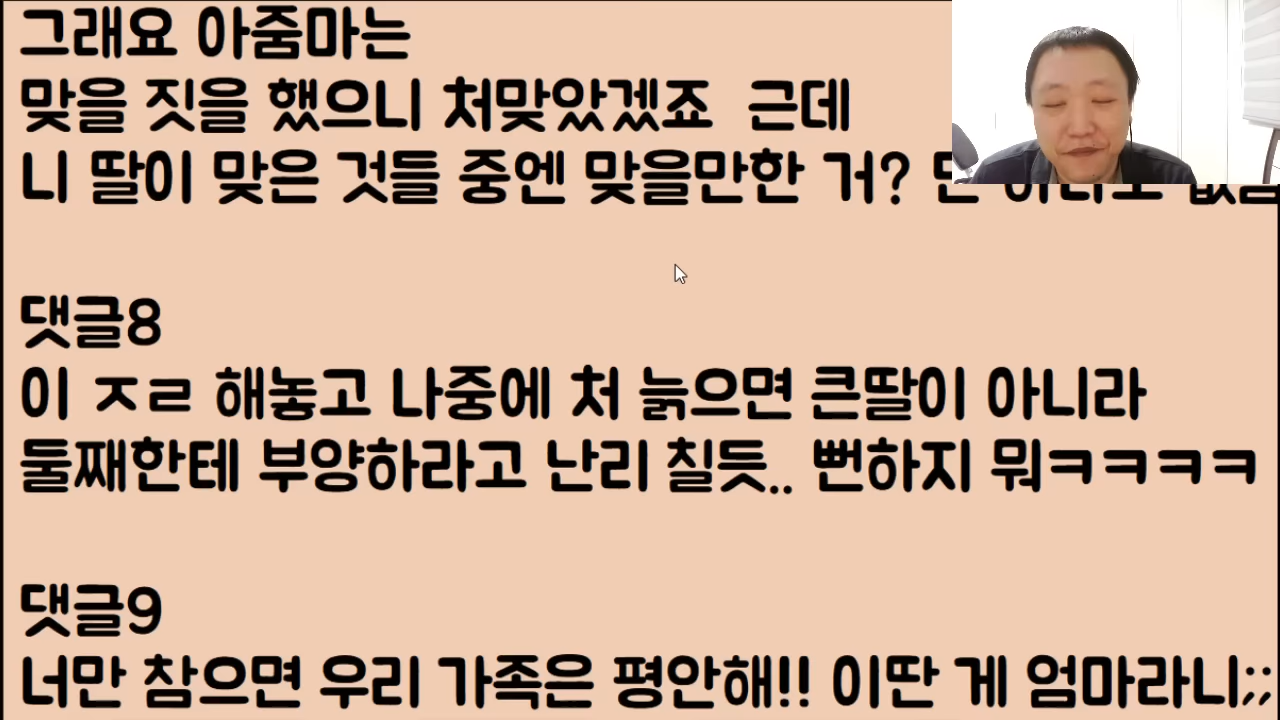 그래요 아줌마는
맞을 짓을 했으니 처맞았겠죠 근데
니 딸이 맞은 것들 중엔 맞을만한 거?
댓글8
이 ㅈㄹ 해놓고 나중에 처 늙으면 큰딸이 아니라
둘째한테 부양하라고 난리 칠듯.. 뻔하지 뭐ㅋㅋㅋㅋ
댓글9
너만 참으면 우리 가족은 평안해!! 이딴 게 엄마라니;;